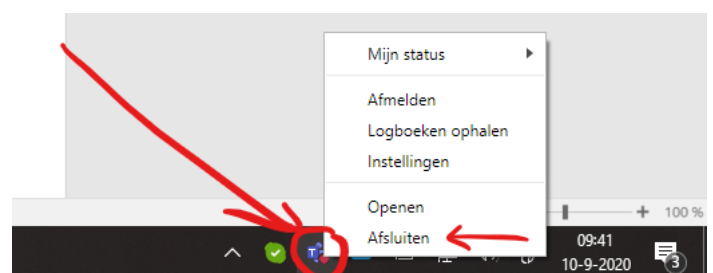 Mijn status
Afmelden
Logboeken ophalen
Instellingen
Openen
Afsluiten
100 %
09:41
10-9-2020
3